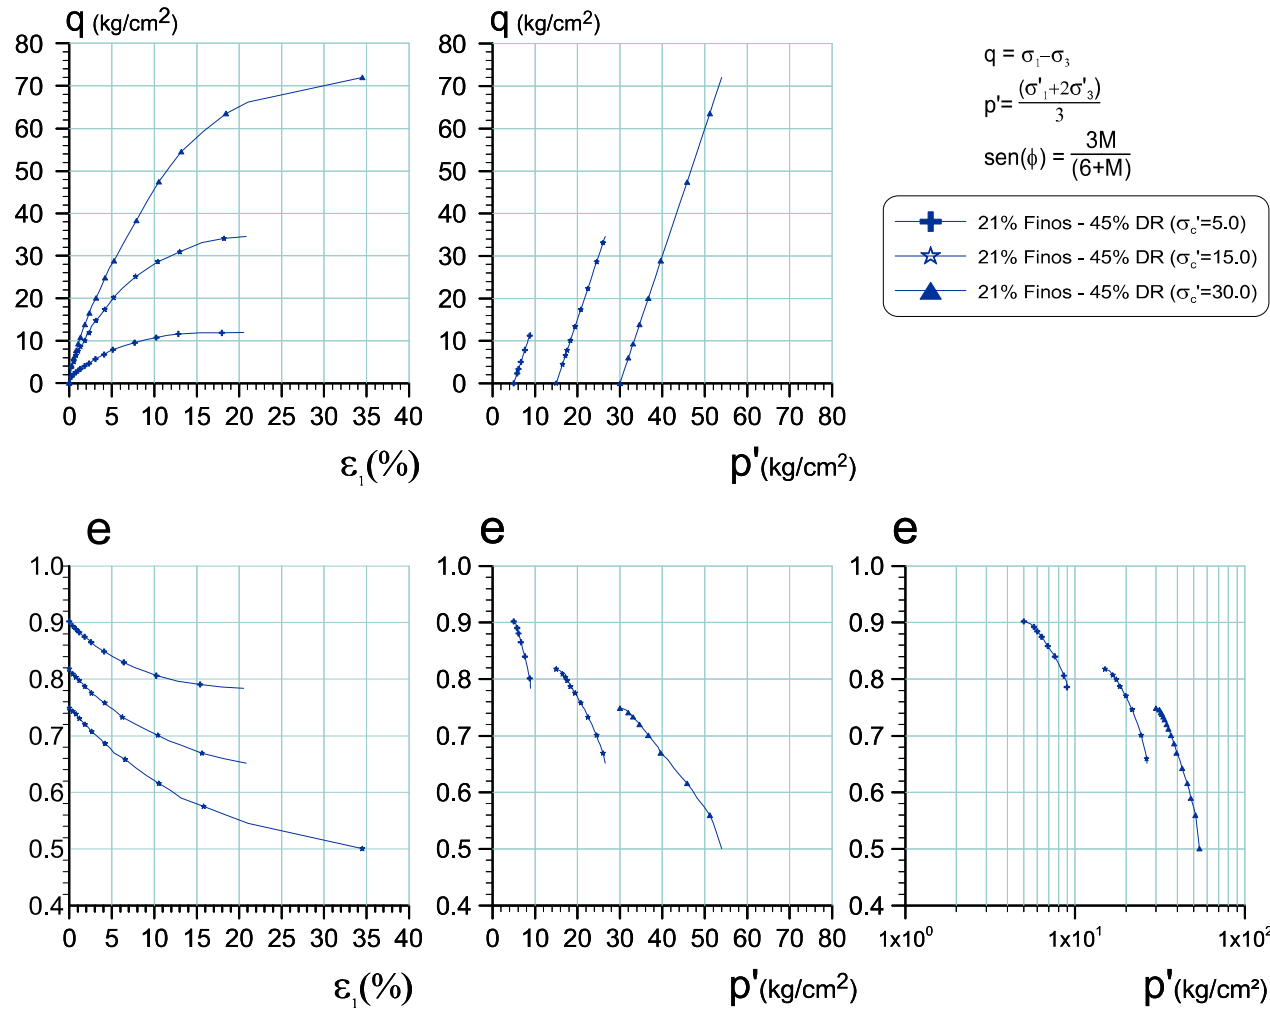 q (kg/cm²)
80
70
60
50
40
30
20
10
0
0 5 10 15 20 25 30 35 40
ε₁(%)
q (kg/cm²)
80
70
60
50
40
30
20
10
0
0 10 20 30 40 50 60 70 80
p'(kg/cm²)
q = σ₁–σ₃
p'= (σ'₁+2σ'₃)
3
sen(ϕ) = 3M
(6+M)
21% Finos - 45% DR (σc'=5.0)
21% Finos - 45% DR (σc'=15.0)
21% Finos - 45% DR (σc'=30.0)
e
1.0
0.9
0.8
0.7
0.6
0.5
0.4
0 5 10 15 20 25 30 35 40
ε₁(%)
e
1.0
0.9
0.8
0.7
0.6
0.5
0.4
0 10 20 30 40 50 60 70 80
p'(kg/cm²)
e
1.0
0.9
0.8
0.7
0.6
0.5
0.4
1x10⁰ 1x10¹ 1x10²
p'(kg/cm²)